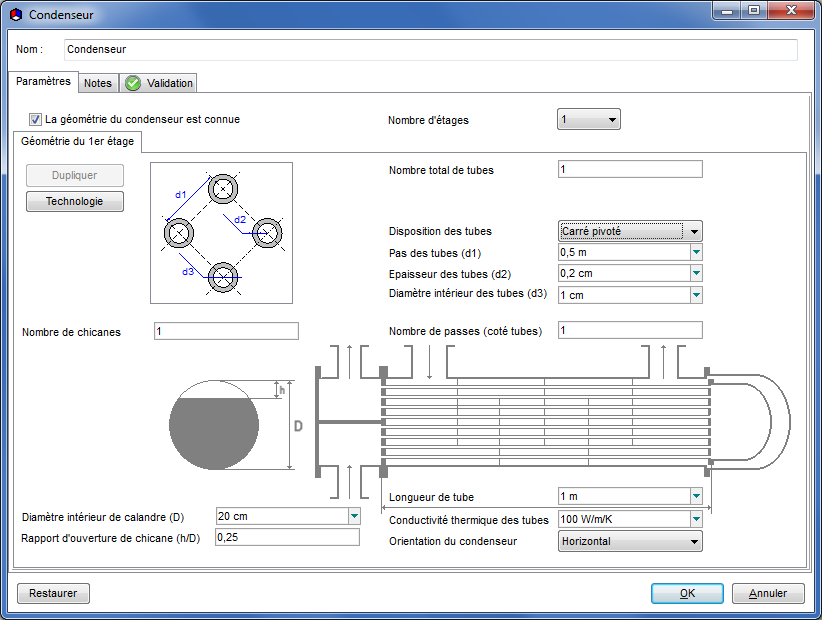 Condenseur
Nom :
Condenseur
Paramètres
Notes
Validation
La géométrie du condenseur est connue
Nombre d'étages
1
Géométrie du 1er étage
Dupliquer
Technologie
d1
d2
d3
Nombre total de tubes
1
Disposition des tubes
Carré pivoté
Pas des tubes (d1)
0,5 m
Epaisseur des tubes (d2)
0,2 cm
Diamètre intérieur des tubes (d3)
1 cm
Nombre de chicanes
1
Nombre de passes (coté tubes)
1
h
D
Longueur de tube
1 m
Diamètre intérieur de calandre (D)
20 cm
Conductivité thermique des tubes
100 W/m/K
Rapport d'ouverture de chicane (h/D)
0,25
Orientation du condenseur
Horizontal
Restaurer
OK
Annuler